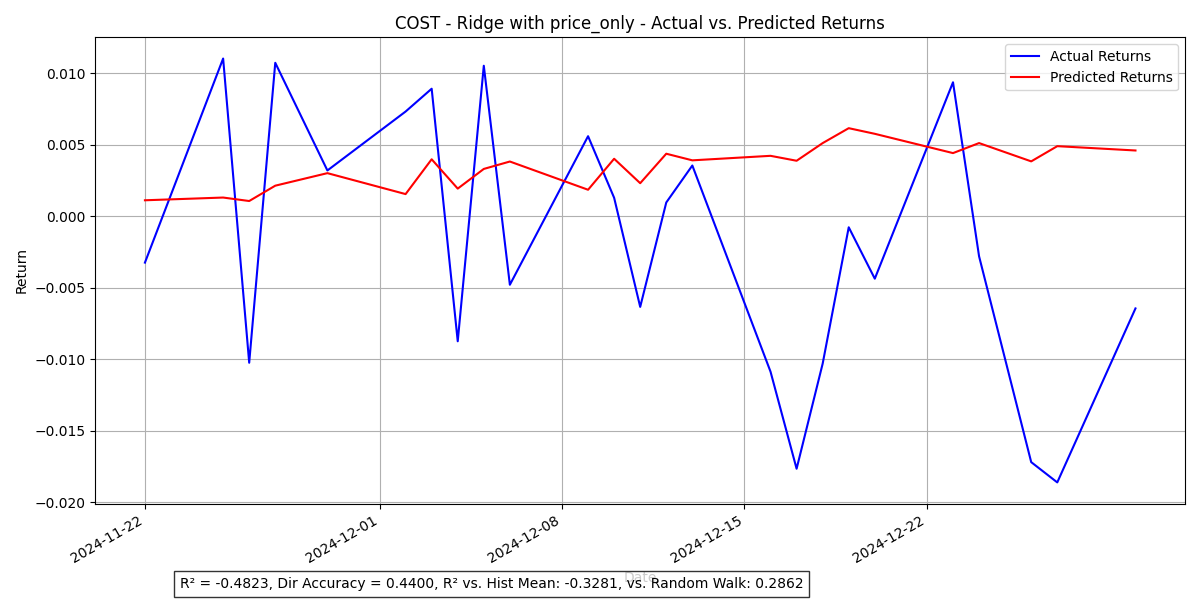 COST - Ridge with price_only - Actual vs. Predicted Returns
Actual Returns
Predicted Returns
Return
0.010
0.005
0.000
−0.005
−0.010
−0.015
−0.020
2024-11-22
2024-12-01
2024-12-08
2024-12-15
2024-12-22
Date
R² = -0.4823, Dir Accuracy = 0.4400, R² vs. Hist Mean: -0.3281, vs. Random Walk: 0.2862